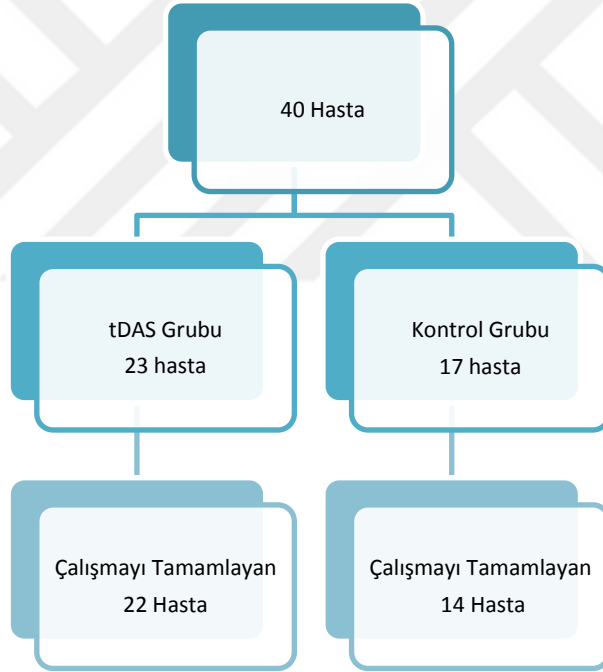 40 Hasta
tDAS Grubu
23 hasta
Kontrol Grubu
17 hasta
Çalışmayı Tamamlayan
22 Hasta
Çalışmayı Tamamlayan
14 Hasta